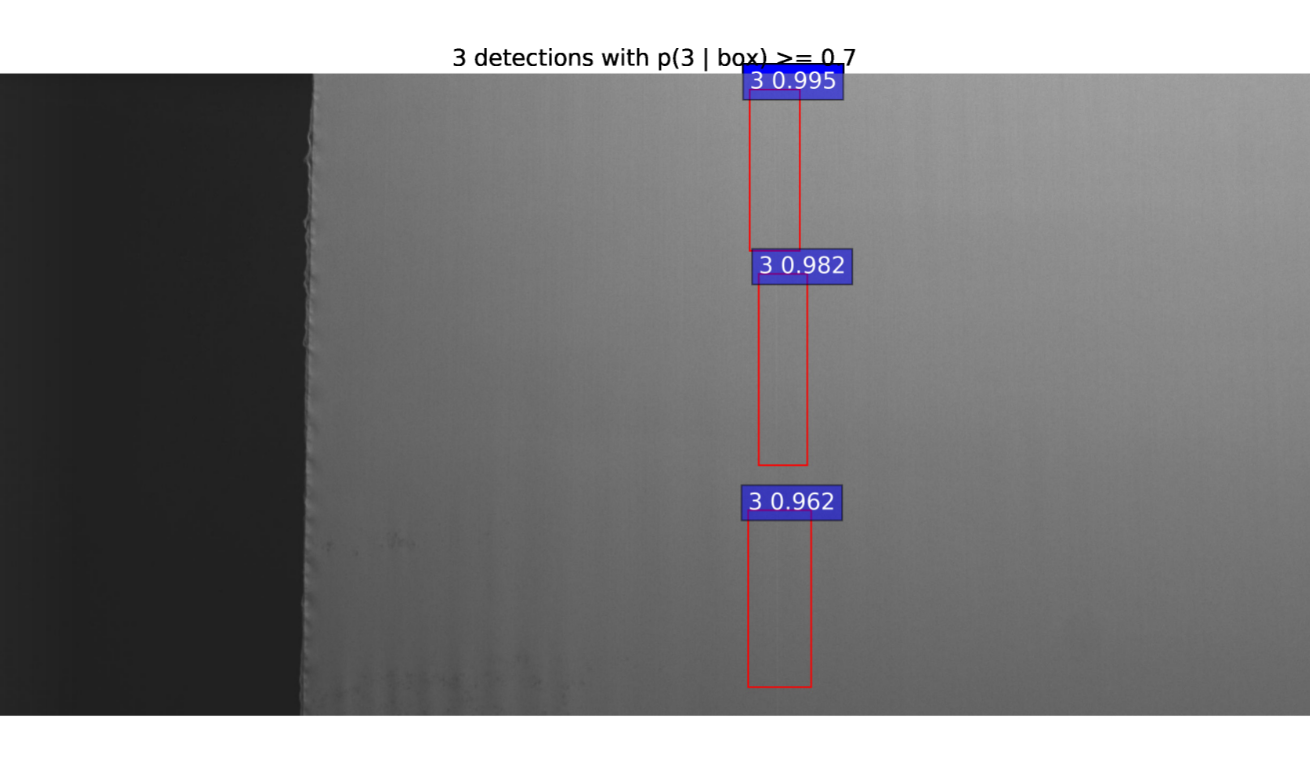 3 detections with p(3 | box) >= 0.7
3 0.995
3 0.982
3 0.962